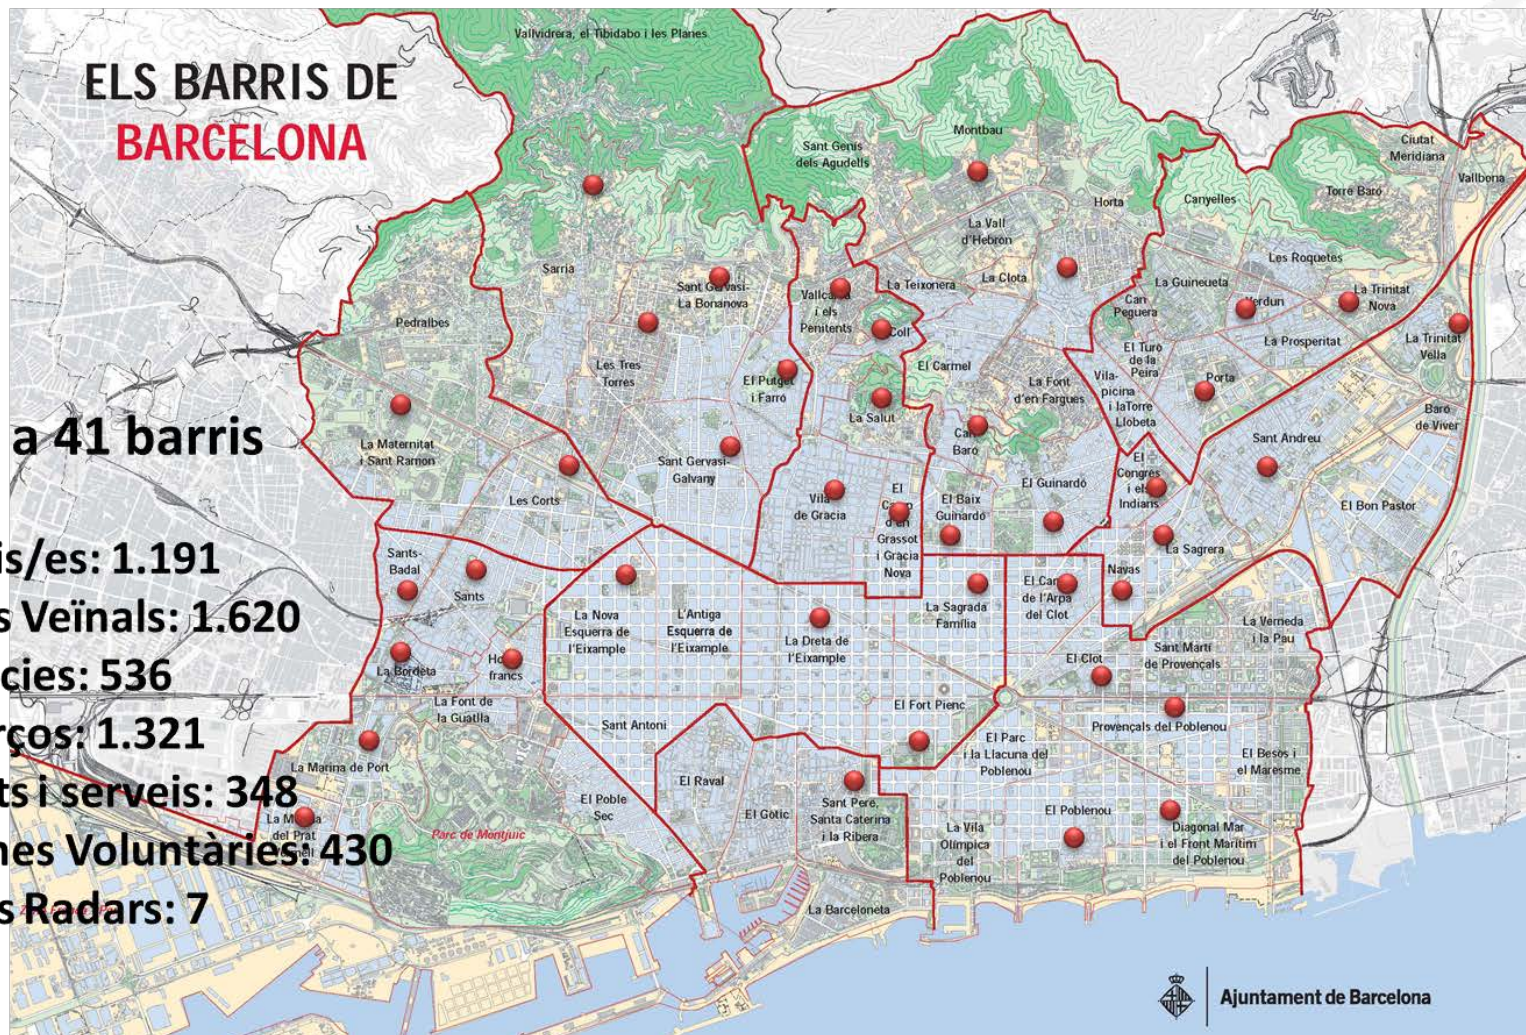 ELS BARRIS DE
BARCELONA
a 41 barris
is/es: 1.191
s Veïnals: 1.620
cies: 536
rços: 1.321
ts i serveis: 348
nes Voluntàries: 430
s Radars: 7
Vallvidrera, el Tibidabo i les Planes
Sant Genís
dels Agudells
Montbau
Ciutat
Meridiana
Vallbona
Torre Baró
Canyelles
Horta
La Vall
d'Hebron
La Clota
La Teixonera
Les Roquetes
La Guineueta
Can
Peguera
Verdun
La Trinitat
Nova
La Prosperitat
La Trinitat
Vella
Sarrià
Sant Gervasi-
La Bonanova
Vallcarca
i els
Penitents
Coll
Pedralbes
Les Tres
Torres
El Putget
i Farró
La Salut
El Carmel
La Font
d'en Fargues
El Turó
de la
Peira
Vila-
picina
i la Torre
Llobeta
Porta
Baró
de Viver
La Maternitat
i Sant Ramon
Les Corts
Sant Gervasi-
Galvany
Vila
de Gràcia
El
d'en
Grassot
i Gràcia
Nova
Can
Baró
El Baix
Guinardó
El Guinardó
El
Congrés
i els
Indians
Sant Andreu
El Bon Pastor
La Sagrera
Navas
Sants-
Badal
Sants
La Bordeta
francs
La Font de
la Guatlla
La Nova
Esquerra de
l'Eixample
L'Antiga
Esquerra de
l'Eixample
La Dreta de
l'Eixample
La Sagrada
Família
de l'Arpa
del Clot
El Clot
Sant Martí
de Provençals
La Verneda
i la Pau
Provençals del Poblenou
El Fort Pienc
Sant Antoni
El Parc
i la Llacuna del
Poblenou
El Besòs i
el Maresme
La Marina de Port
del Prat
Parc de Montjuïc
El Poble
Sec
El Raval
El Gòtic
Sant Pere,
Santa Caterina
i la Ribera
La Barceloneta
La Vila
Olímpica
del
Poblenou
El Poblenou
Diagonal Mar
i el Front Marítim
del Poblenou
Ajuntament de Barcelona